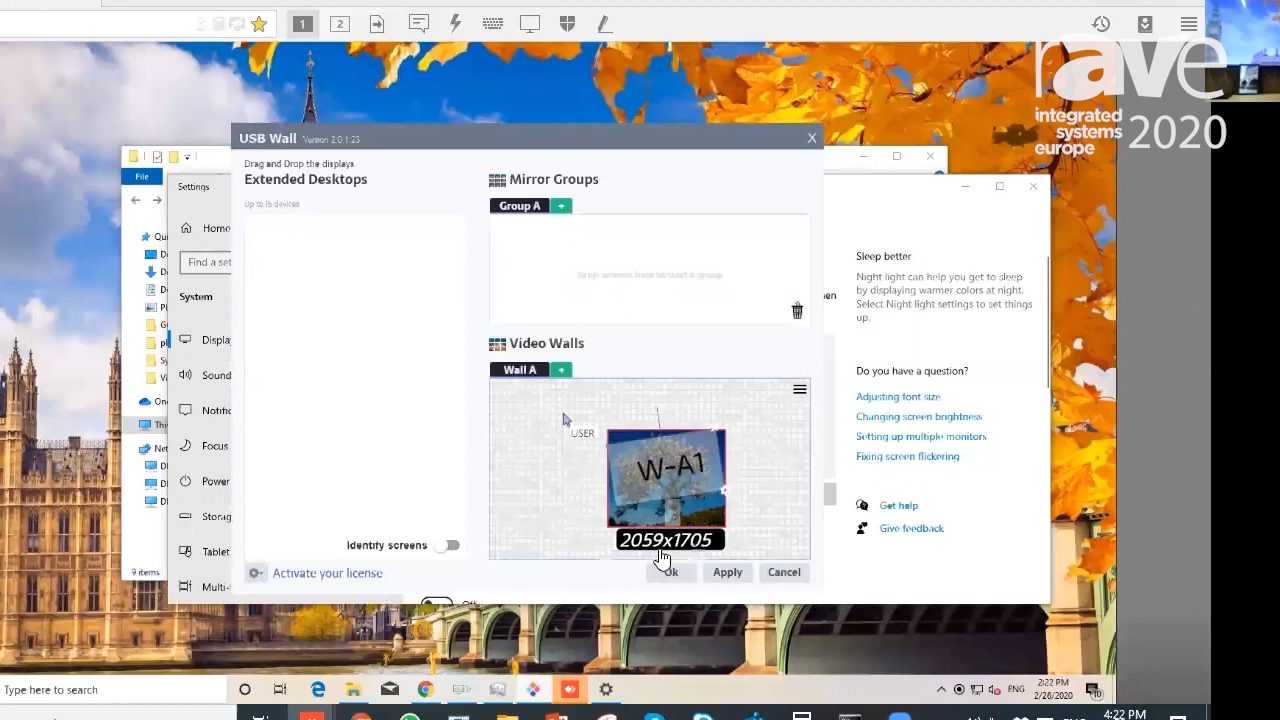 1
2
rave
integrated
systems
europe
2020
USB Wall Version 2.0.1.23
X
Drag and Drop the displays
Extended Desktops
Up to 16 devices
Mirror Groups
Group A +
Video Walls
Wall A +
USER
W-A1
2059x1705
Identify screens
Activate your license
Ok
Apply
Cancel
File
Settings
Home
Find a set
System
Displa
Sound
Notific
Focus
Power
Storag
Tablet
Multi-
9 items
Sleep better
Night light can help you get to sleep
by displaying warmer colors at night.
Select Night light settings to set things
up.
Do you have a question?
Adjusting font size
Changing screen brightness
Setting up multiple monitors
Fixing screen flickering
Get help
Give feedback
Type here to search
ENG
2:22 PM
2/26/2020
10
4:22 PM